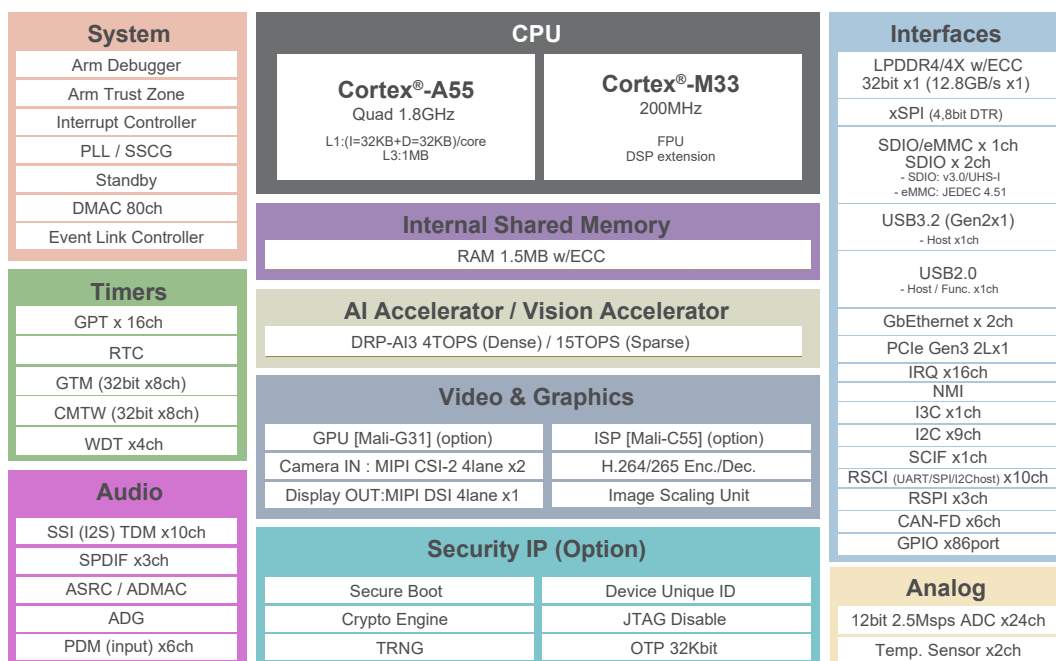 System
Arm Debugger
Arm Trust Zone
Interrupt Controller
PLL / SSCG
Standby
DMAC 80ch
Event Link Controller
Timers
GPT x 16ch
RTC
GTM (32bit x8ch)
CMTW (32bit x8ch)
WDT x4ch
Audio
SSI (I2S) TDM x10ch
SPDIF x3ch
ASRC / ADMAC
ADG
PDM (input) x6ch
CPU
Cortex®-A55
Quad 1.8GHz
L1:(I=32KB+D=32KB)/core
L3:1MB
Cortex®-M33
200MHz
FPU
DSP extension
Internal Shared Memory
RAM 1.5MB w/ECC
AI Accelerator / Vision Accelerator
DRP-AI3 4TOPS (Dense) / 15TOPS (Sparse)
Video & Graphics
GPU [Mali-G31] (option)
ISP [Mali-C55] (option)
Camera IN : MIPI CSI-2 4lane x2
H.264/265 Enc./Dec.
Display OUT:MIPI DSI 4lane x1
Image Scaling Unit
Security IP (Option)
Secure Boot
Device Unique ID
Crypto Engine
JTAG Disable
TRNG
OTP 32Kbit
Interfaces
LPDDR4/4X w/ECC
32bit x1 (12.8GB/s x1)
xSPI (4,8bit DTR)
SDIO/eMMC x 1ch
SDIO x 2ch
- SDIO: v3.0/UHS-I
- eMMC: JEDEC 4.51
USB3.2 (Gen2x1)
- Host x1ch
USB2.0
- Host / Func. x1ch
GbEthernet x 2ch
PCIe Gen3 2Lx1
IRQ x16ch
NMI
I3C x1ch
I2C x9ch
SCIF x1ch
RSCI (UART/SPI/I2Chost) x10ch
RSPI x3ch
CAN-FD x6ch
GPIO x86port
Analog
12bit 2.5Msps ADC x24ch
Temp. Sensor x2ch